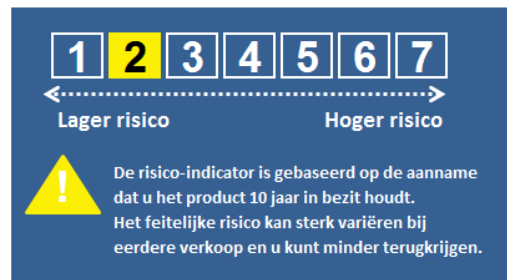 1 2 3 4 5 6 7
Lager risico Hoger risico
!
De risico-indicator is gebaseerd op de aanname
dat u het product 10 jaar in bezit houdt.
Het feitelijke risico kan sterk variëren bij
eerdere verkoop en u kunt minder terugkrijgen.